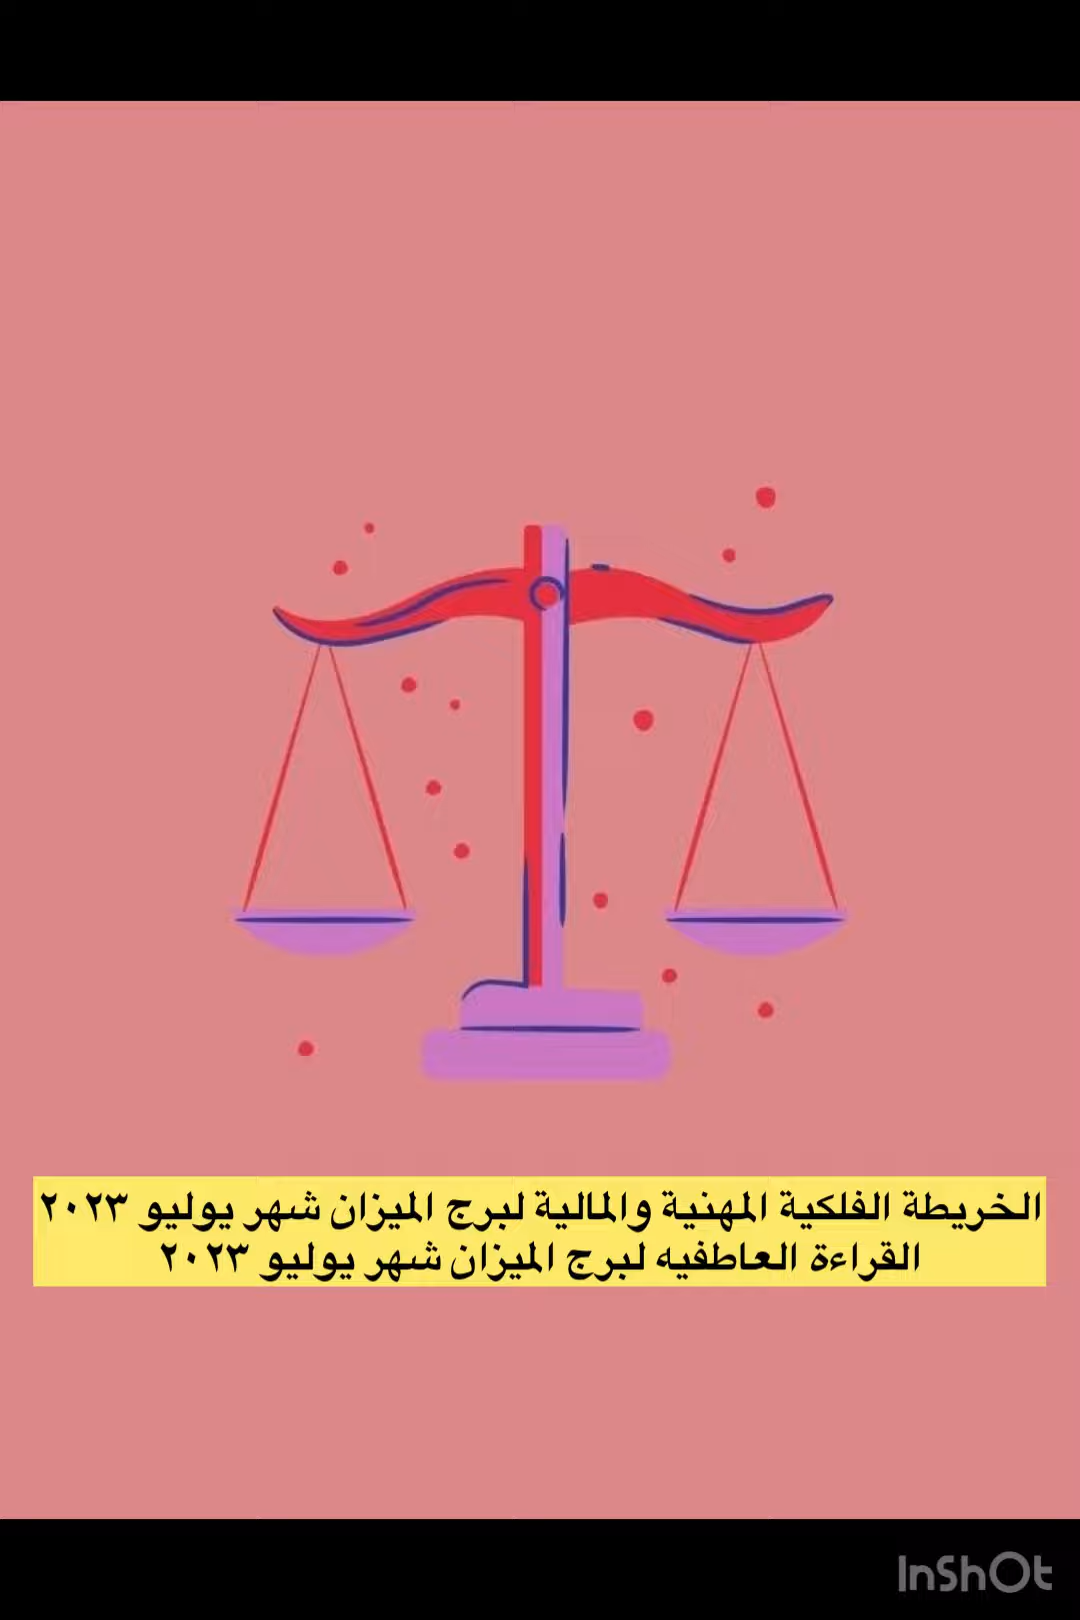 الخريطة الفلكية المهنية والمالية لبرج الميزان شهر يوليو ٢٠٢٣
القراءة العاطفيه لبرج الميزان شهر يوليو ٢٠٢٣
InShOt